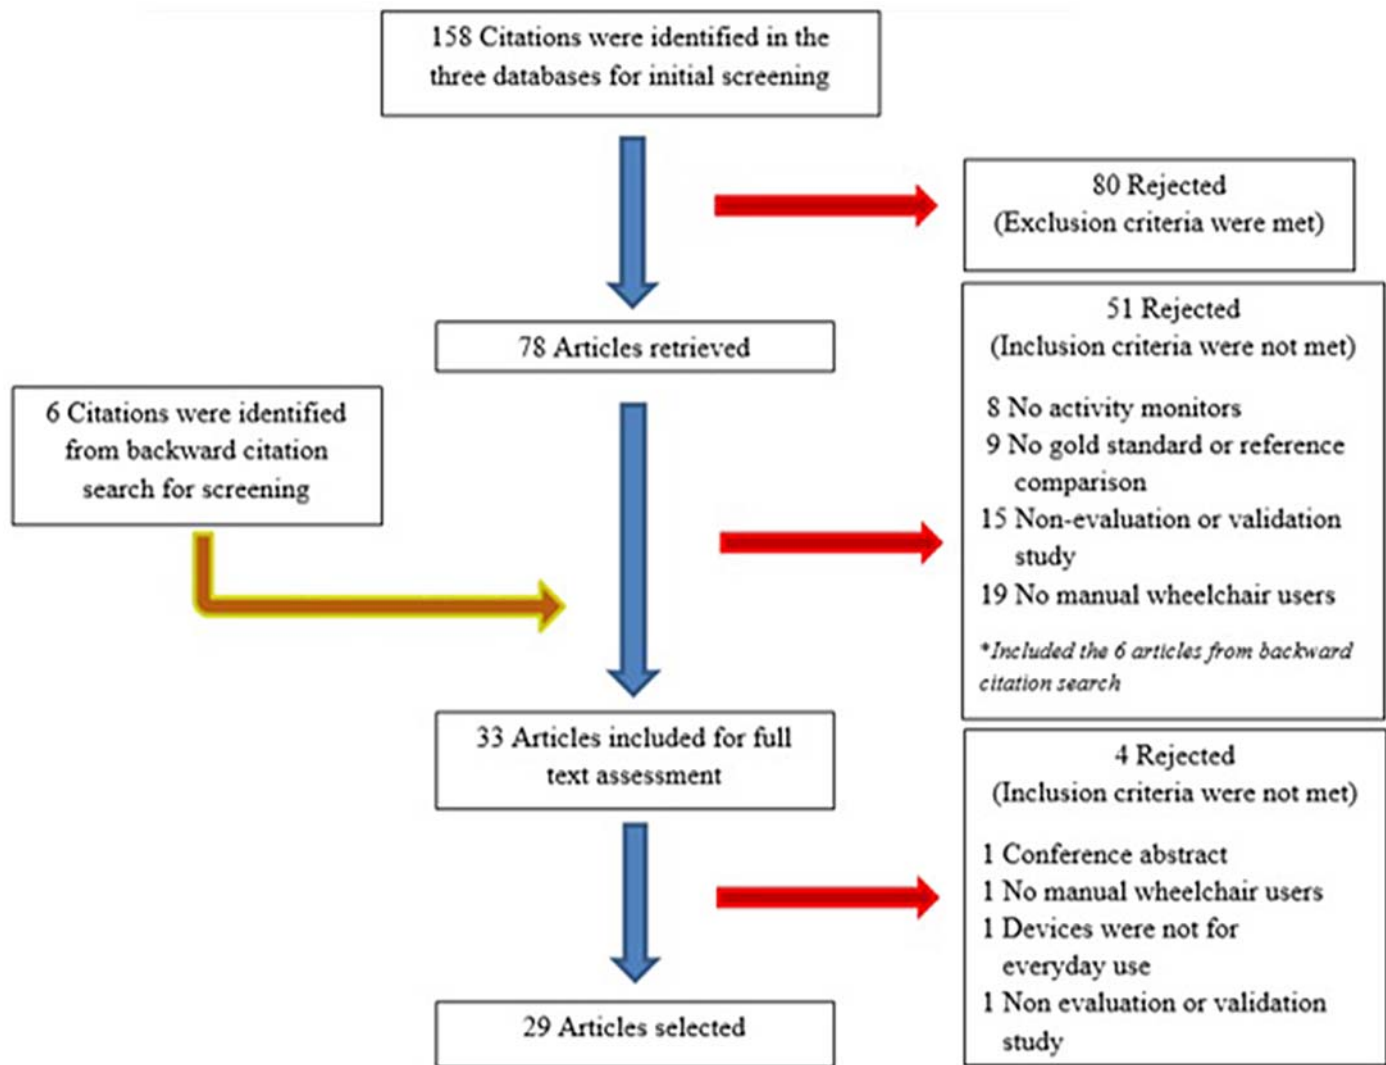 158 Citations were identified in the
three databases for initial screening
80 Rejected
(Exclusion criteria were met)
78 Articles retrieved
51 Rejected
(Inclusion criteria were not met)
8 No activity monitors
9 No gold standard or reference
comparison
15 Non-evaluation or validation
study
19 No manual wheelchair users
*Included the 6 articles from backward
citation search
6 Citations were identified
from backward citation
search for screening
33 Articles included for full
text assessment
4 Rejected
(Inclusion criteria were not met)
1 Conference abstract
1 No manual wheelchair users
1 Devices were not for
everyday use
1 Non evaluation or validation
study
29 Articles selected